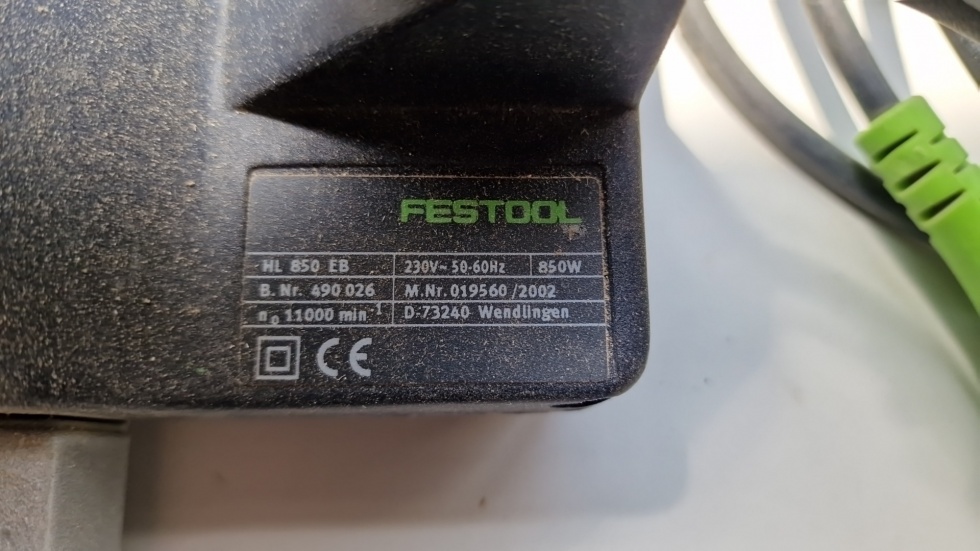 FESTOOL
HL 850 EB 230V~ 50-60Hz 850W
B. Nr. 490 026 M.Nr. 019560 /2002
n₀ 11000 min⁻¹ D-73240 Wendlingen
CE